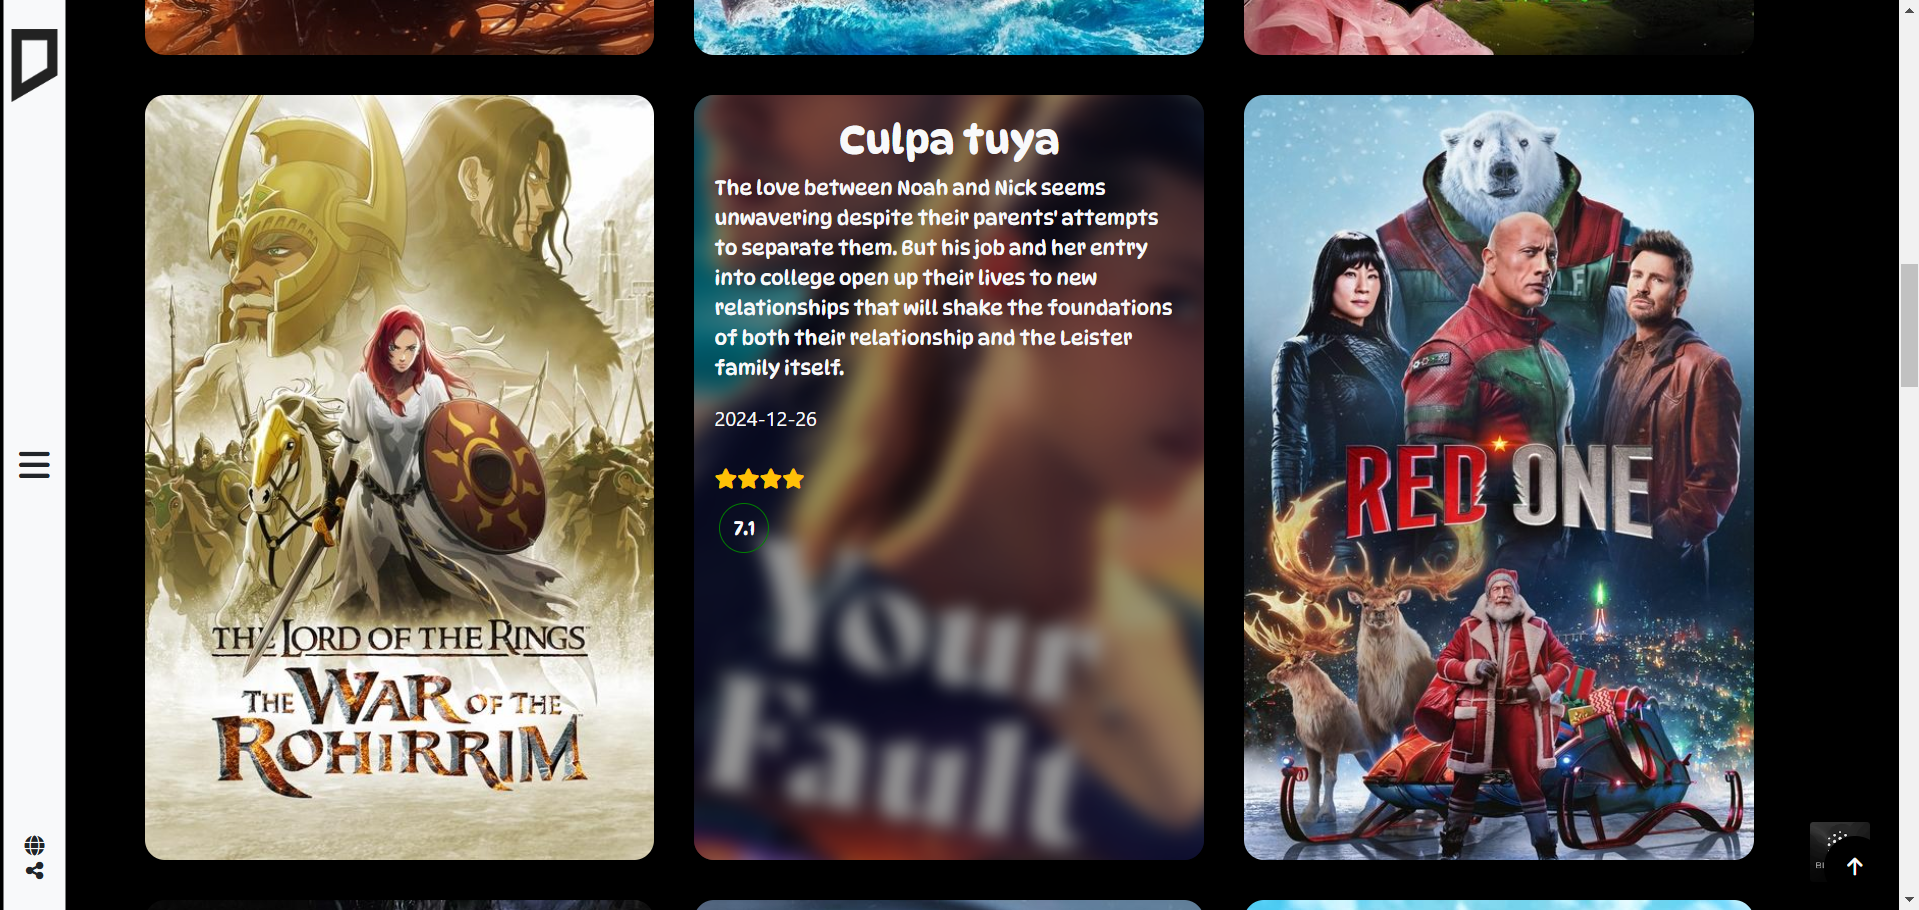 Culpa tuya
The love between Noah and Nick seems
unwavering despite their parents' attempts
to separate them. But his job and her entry
into college open up their lives to new
relationships that will shake the foundations
of both their relationship and the Leister
family itself.
2024-12-26
7.1
Your
Fault
THE LORD OF THE RINGS
THE WAR OF THE
ROHIRRIM
RED ONE